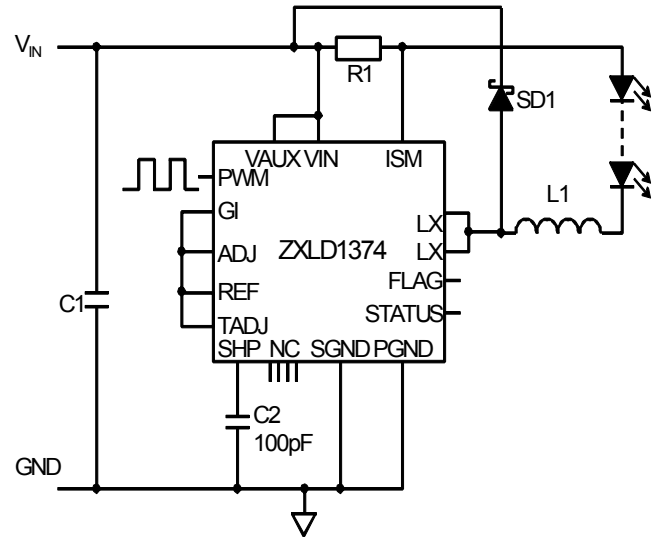 VIN
R1
SD1
VAUX VIN ISM
PWM
GI
ADJ
REF
TADJ
ZXLD1374
LX
LX
FLAG
STATUS
L1
SHP NC SGND PGND
C1
C2
100pF
GND